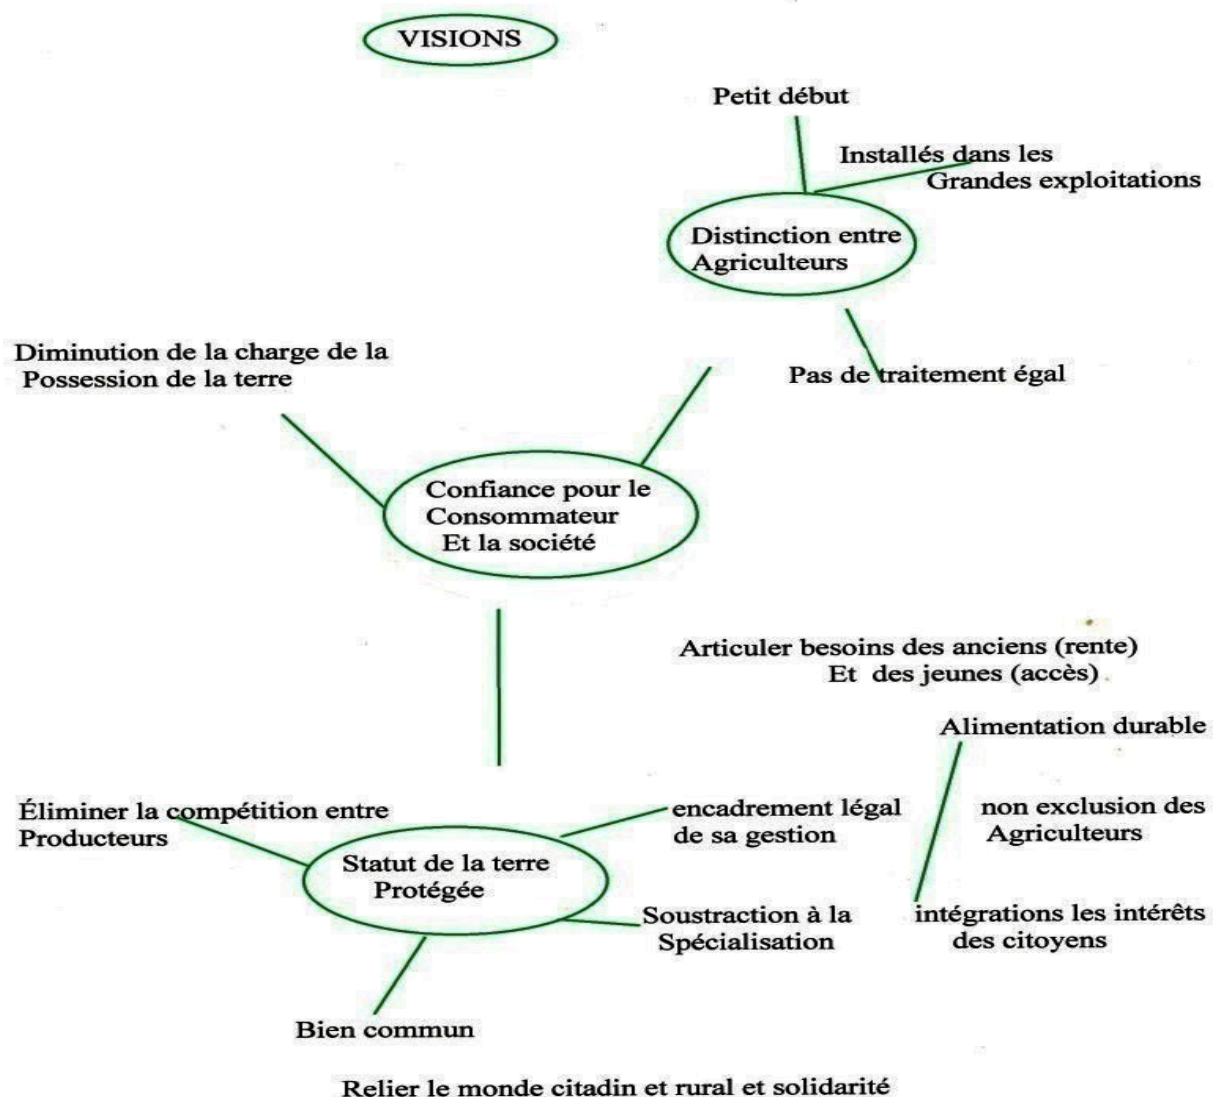 VISIONS
Petit début
Installés dans les
Grandes exploitations
Distinction entre
Agriculteurs
Diminution de la charge de la
Possession de la terre
Pas de traitement égal
Confiance pour le
Consommateur
Et la société
Articuler besoins des anciens (rente)
Et des jeunes (accès)
Alimentation durable
Éliminer la compétition entre
Producteurs
encadrement légal
de sa gestion
non exclusion des
Agriculteurs
Statut de la terre
Protégée
Soustraction à la
Spécialisation
intégrations les intérêts
des citoyens
Bien commun
Relier le monde citadin et rural et solidarité